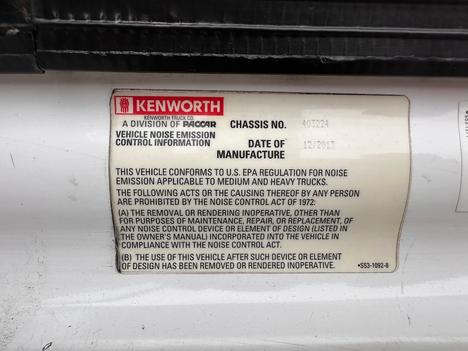 KENWORTH
KENWORTH TRUCK CO.
A DIVISION OF PACCAR
CHASSIS NO. 403224
VEHICLE NOISE EMISSION
CONTROL INFORMATION
DATE OF
MANUFACTURE
12/2013
THIS VEHICLE CONFORMS TO U.S. EPA REGULATION FOR NOISE
EMISSION APPLICABLE TO MEDIUM AND HEAVY TRUCKS.
THE FOLLOWING ACTS OR THE CAUSING THEREOF BY ANY PERSON
ARE PROHIBITED BY THE NOISE CONTROL ACT OF 1972:
(A) THE REMOVAL OR RENDERING INOPERATIVE, OTHER THAN
FOR PURPOSES OF MAINTENANCE, REPAIR, OR REPLACEMENT, OF
ANY NOISE CONTROL DEVICE OR ELEMENT OF DESIGN (LISTED IN
THE OWNER'S MANUAL) INCORPORATED INTO THE VEHICLE IN
COMPLIANCE WITH THE NOISE CONTROL ACT.
(B) THE USE OF THIS VEHICLE AFTER SUCH DEVICE OR ELEMENT
OF DESIGN HAS BEEN REMOVED OR RENDERED INOPERATIVE.
•S53-1092-6